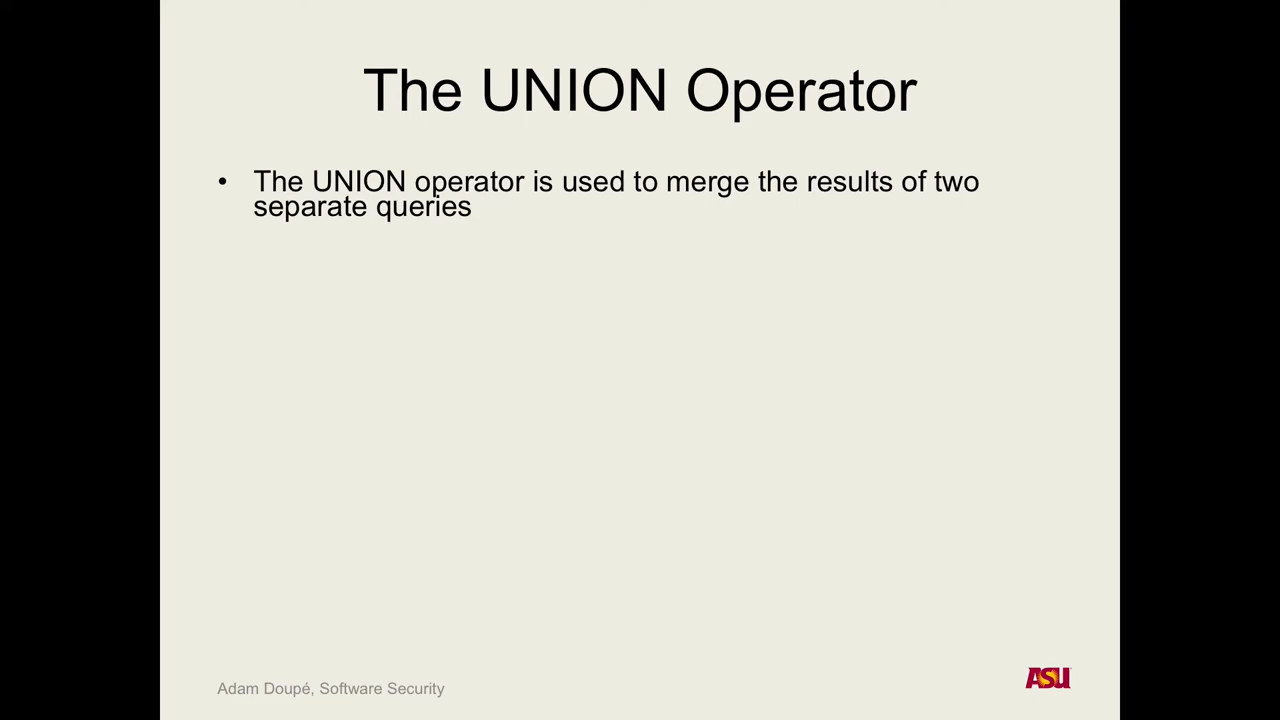 The UNION Operator
• The UNION operator is used to merge the results of two
separate queries
Adam Doupé, Software Security
ASU